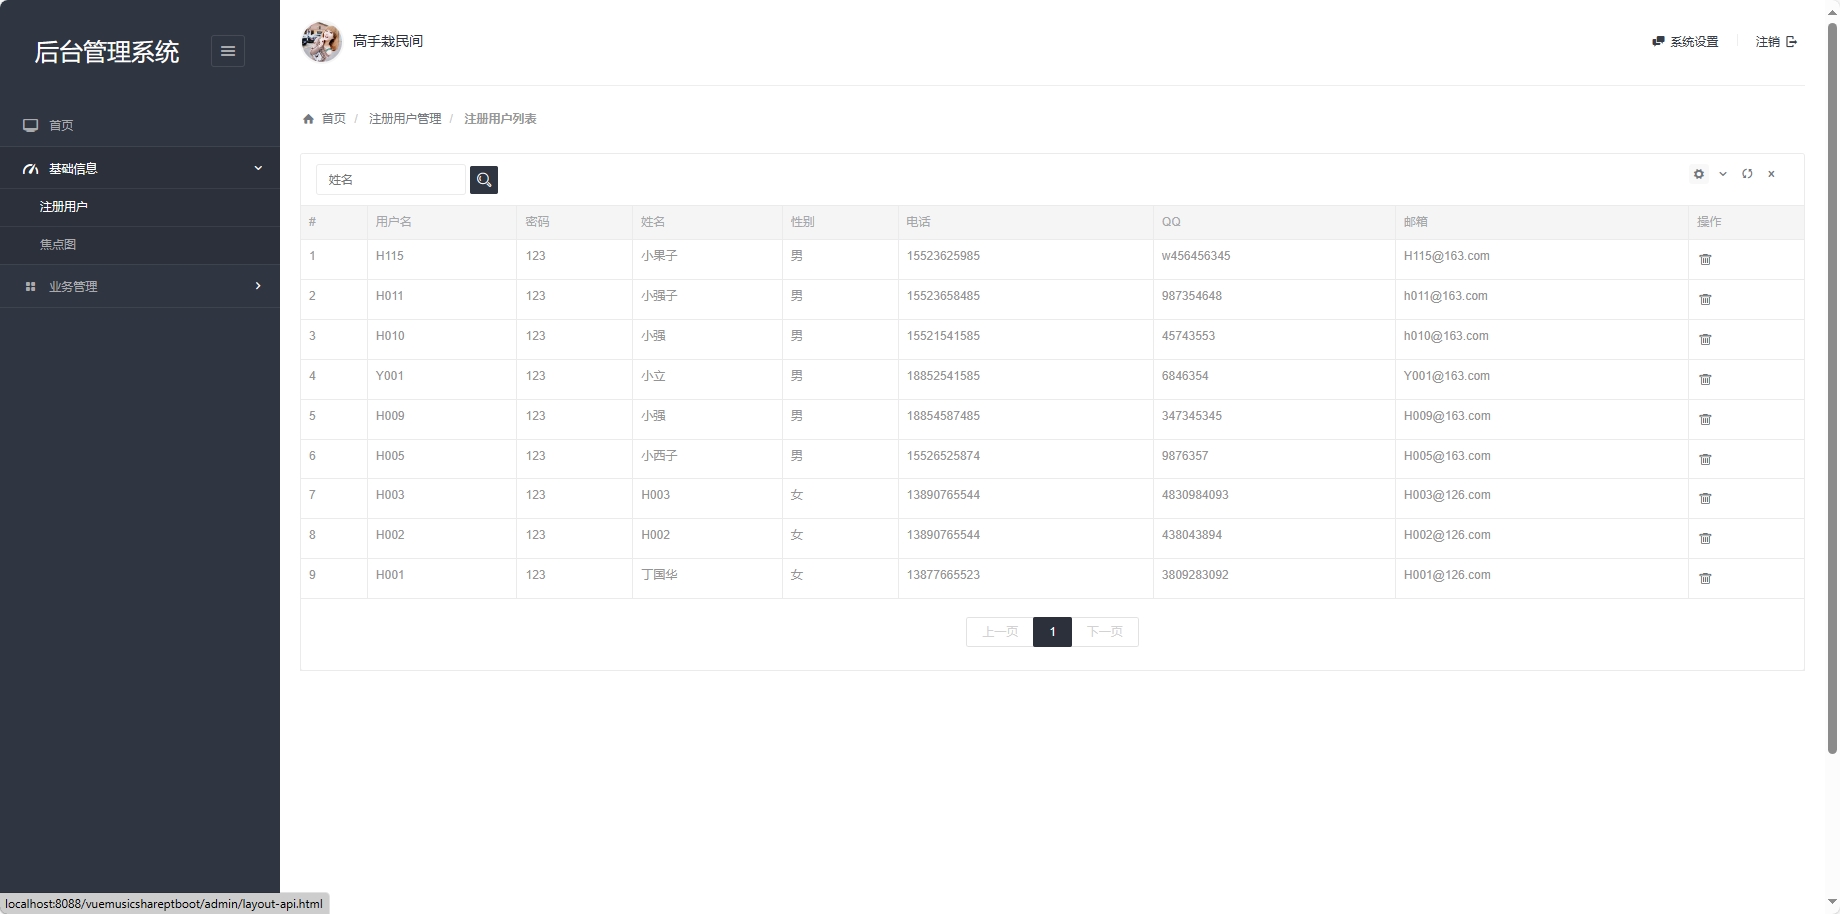 后台管理系统
高手栽民间
系统设置 注销
首页
基础信息
注册用户
焦点图
业务管理
首页 / 注册用户管理 / 注册用户列表
姓名
# 用户名 密码 姓名 性别 电话 QQ 邮箱 操作
1 H115 123 小果子 男 15523625985 w456456345 H115@163.com
2 H011 123 小强子 男 15523658485 987354648 h011@163.com
3 H010 123 小强 男 15521541585 45743553 h010@163.com
4 Y001 123 小立 男 18852541585 6846354 Y001@163.com
5 H009 123 小强 男 18854587485 347345345 H009@163.com
6 H005 123 小西子 男 15526525874 9876357 H005@163.com
7 H003 123 H003 女 13890765544 4830984093 H003@126.com
8 H002 123 H002 女 13890765544 438043894 H002@126.com
9 H001 123 丁国华 女 13877665523 3809283092 H001@126.com
上一页 1 下一页
localhost:8088/vuemusicshareptboot/admin/layout-api.html